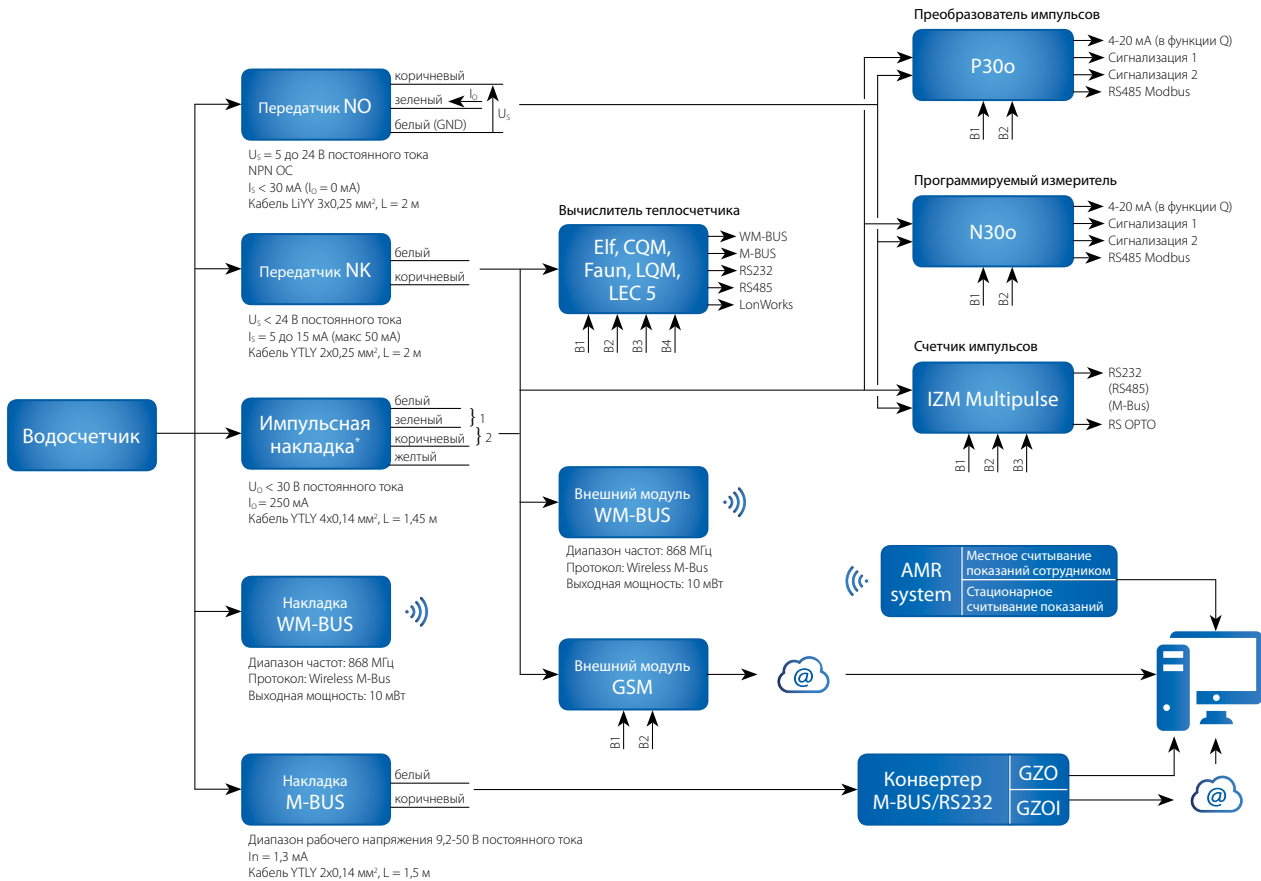 Водосчетчик
Передатчик NO
коричневый
зеленый
I₀
белый (GND)
Uₛ
Uₛ = 5 до 24 В постоянного тока
NPN OC
Iₛ < 30 мА (I₀ = 0 мА)
Кабель LiYY 3x0,25 мм², L = 2 м
Передатчик NK
белый
коричневый
Uₛ < 24 В постоянного тока
Iₛ = 5 до 15 мА (макс 50 мА)
Кабель YTLY 2x0,25 мм², L = 2 м
Импульсная
накладка*
белый
зеленый
} 1
коричневый
} 2
желтый
U₀ < 30 В постоянного тока
I₀ = 250 мА
Кабель YTLY 4x0,14 мм², L = 1,45 м
Накладка
WM-BUS
Диапазон частот: 868 МГц
Протокол: Wireless M-Bus
Выходная мощность: 10 мВт
Накладка
M-BUS
белый
коричневый
Диапазон рабочего напряжения 9,2-50 В постоянного тока
In = 1,3 мА
Кабель YTLY 2x0,14 мм², L = 1,5 м
Вычислитель теплосчетчика
Elf, CQM,
Faun, LQM,
LEC 5
WM-BUS
M-BUS
RS232
RS485
LonWorks
B1
B2
B3
B4
Внешний модуль
WM-BUS
Диапазон частот: 868 МГц
Протокол: Wireless M-Bus
Выходная мощность: 10 мВт
Внешний модуль
GSM
B1
B2
@
Преобразователь импульсов
P30o
4-20 мА (в функции Q)
Сигнализация 1
Сигнализация 2
RS485 Modbus
B1
B2
Программируемый измеритель
N30o
4-20 мА (в функции Q)
Сигнализация 1
Сигнализация 2
RS485 Modbus
B1
B2
Счетчик импульсов
IZM Multipulse
RS232
(RS485)
(M-Bus)
RS OPTO
B1
B2
B3
AMR
system
Местное считывание
показаний сотрудником
Стационарное
считывание показаний
Конвертер
M-BUS/RS232
GZO
GZOI
@